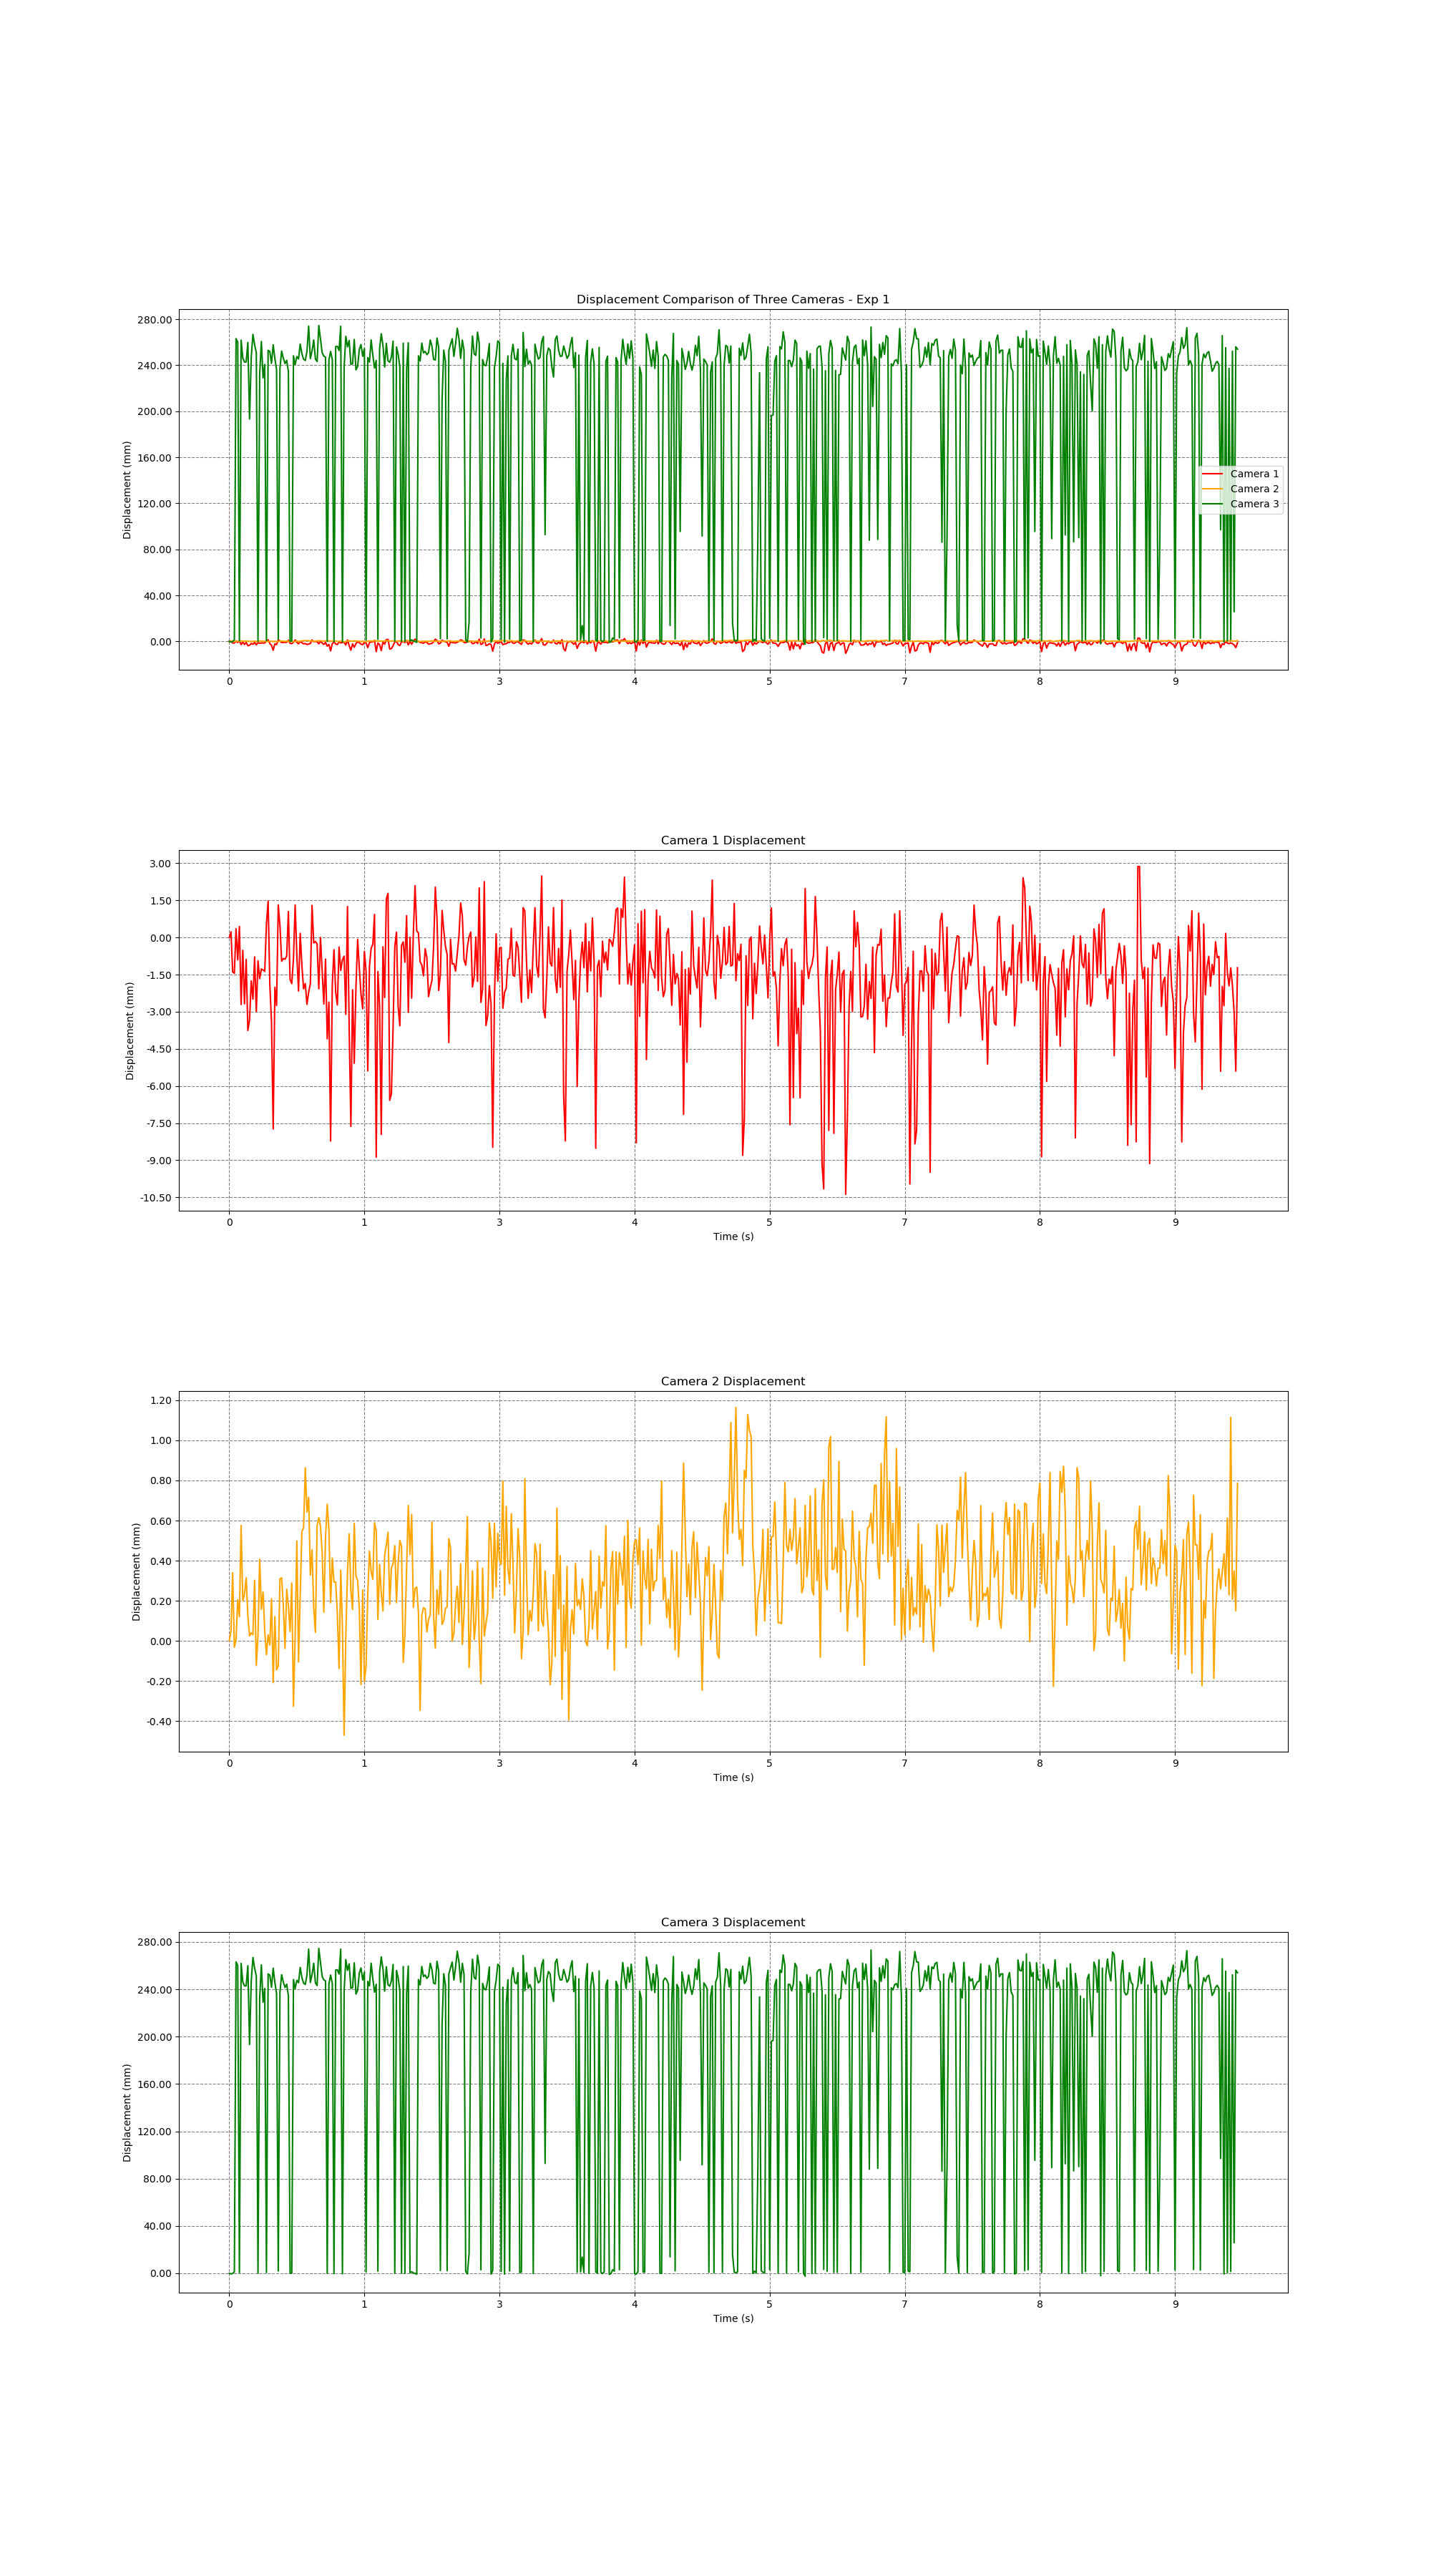 Displacement Comparison of Three Cameras - Exp 1
Displacement (mm)
280.00
240.00
200.00
160.00
120.00
80.00
40.00
0.00
Camera 1
Camera 2
Camera 3
0 1 3 4 5 7 8 9
Camera 1 Displacement
Displacement (mm)
3.00
1.50
0.00
-1.50
-3.00
-4.50
-6.00
-7.50
-9.00
-10.50
0 1 3 4 5 7 8 9
Time (s)
Camera 2 Displacement
Displacement (mm)
1.20
1.00
0.80
0.60
0.40
0.20
0.00
-0.20
-0.40
0 1 3 4 5 7 8 9
Time (s)
Camera 3 Displacement
Displacement (mm)
280.00
240.00
200.00
160.00
120.00
80.00
40.00
0.00
0 1 3 4 5 7 8 9
Time (s)